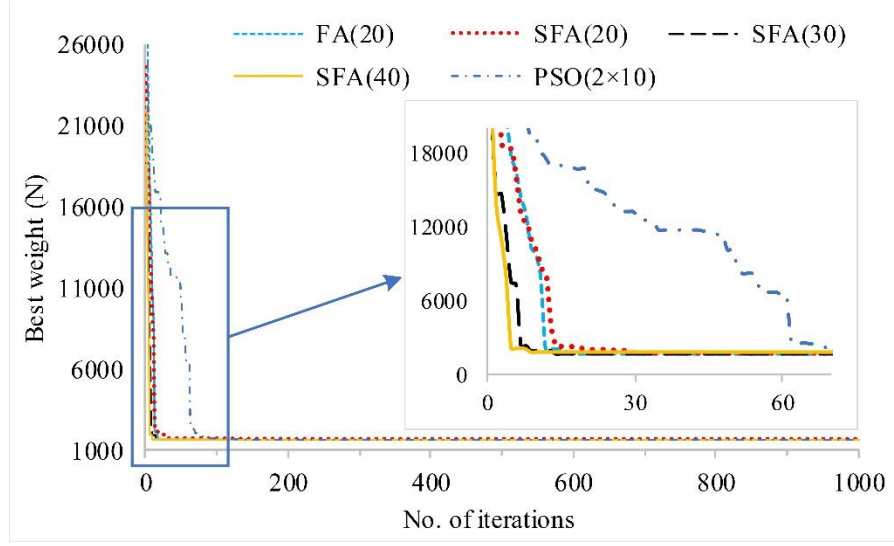 26000
FA(20)
SFA(20)
SFA(30)
SFA(40)
PSO(2×10)
21000
18000
16000
12000
11000
6000
6000
0
0
30
60
1000
Best weight (N)
0
200
400
600
800
1000
No. of iterations